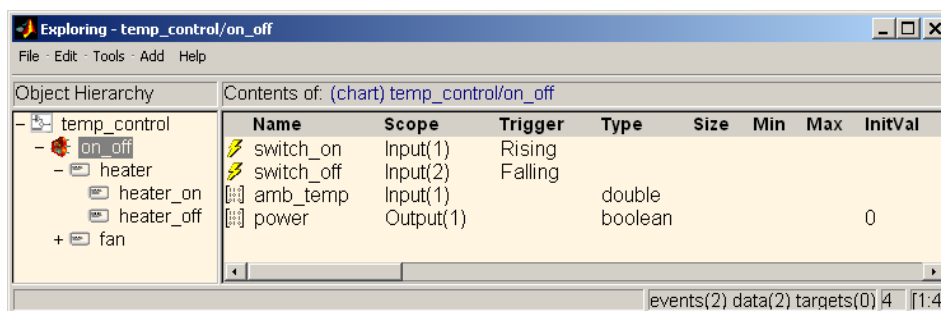 Exploring - temp_control/on_off
File Edit Tools Add Help
Object Hierarchy Contents of: (chart) temp_control/on_off
temp_control
on_off
heater
heater_on
heater_off
fan
Name Scope Trigger Type Size Min Max InitVal
switch_on Input(1) Rising
switch_off Input(2) Falling
amb_temp Input(1) double
power Output(1) boolean 0
events(2) data(2) targets(0) 4 [1:4